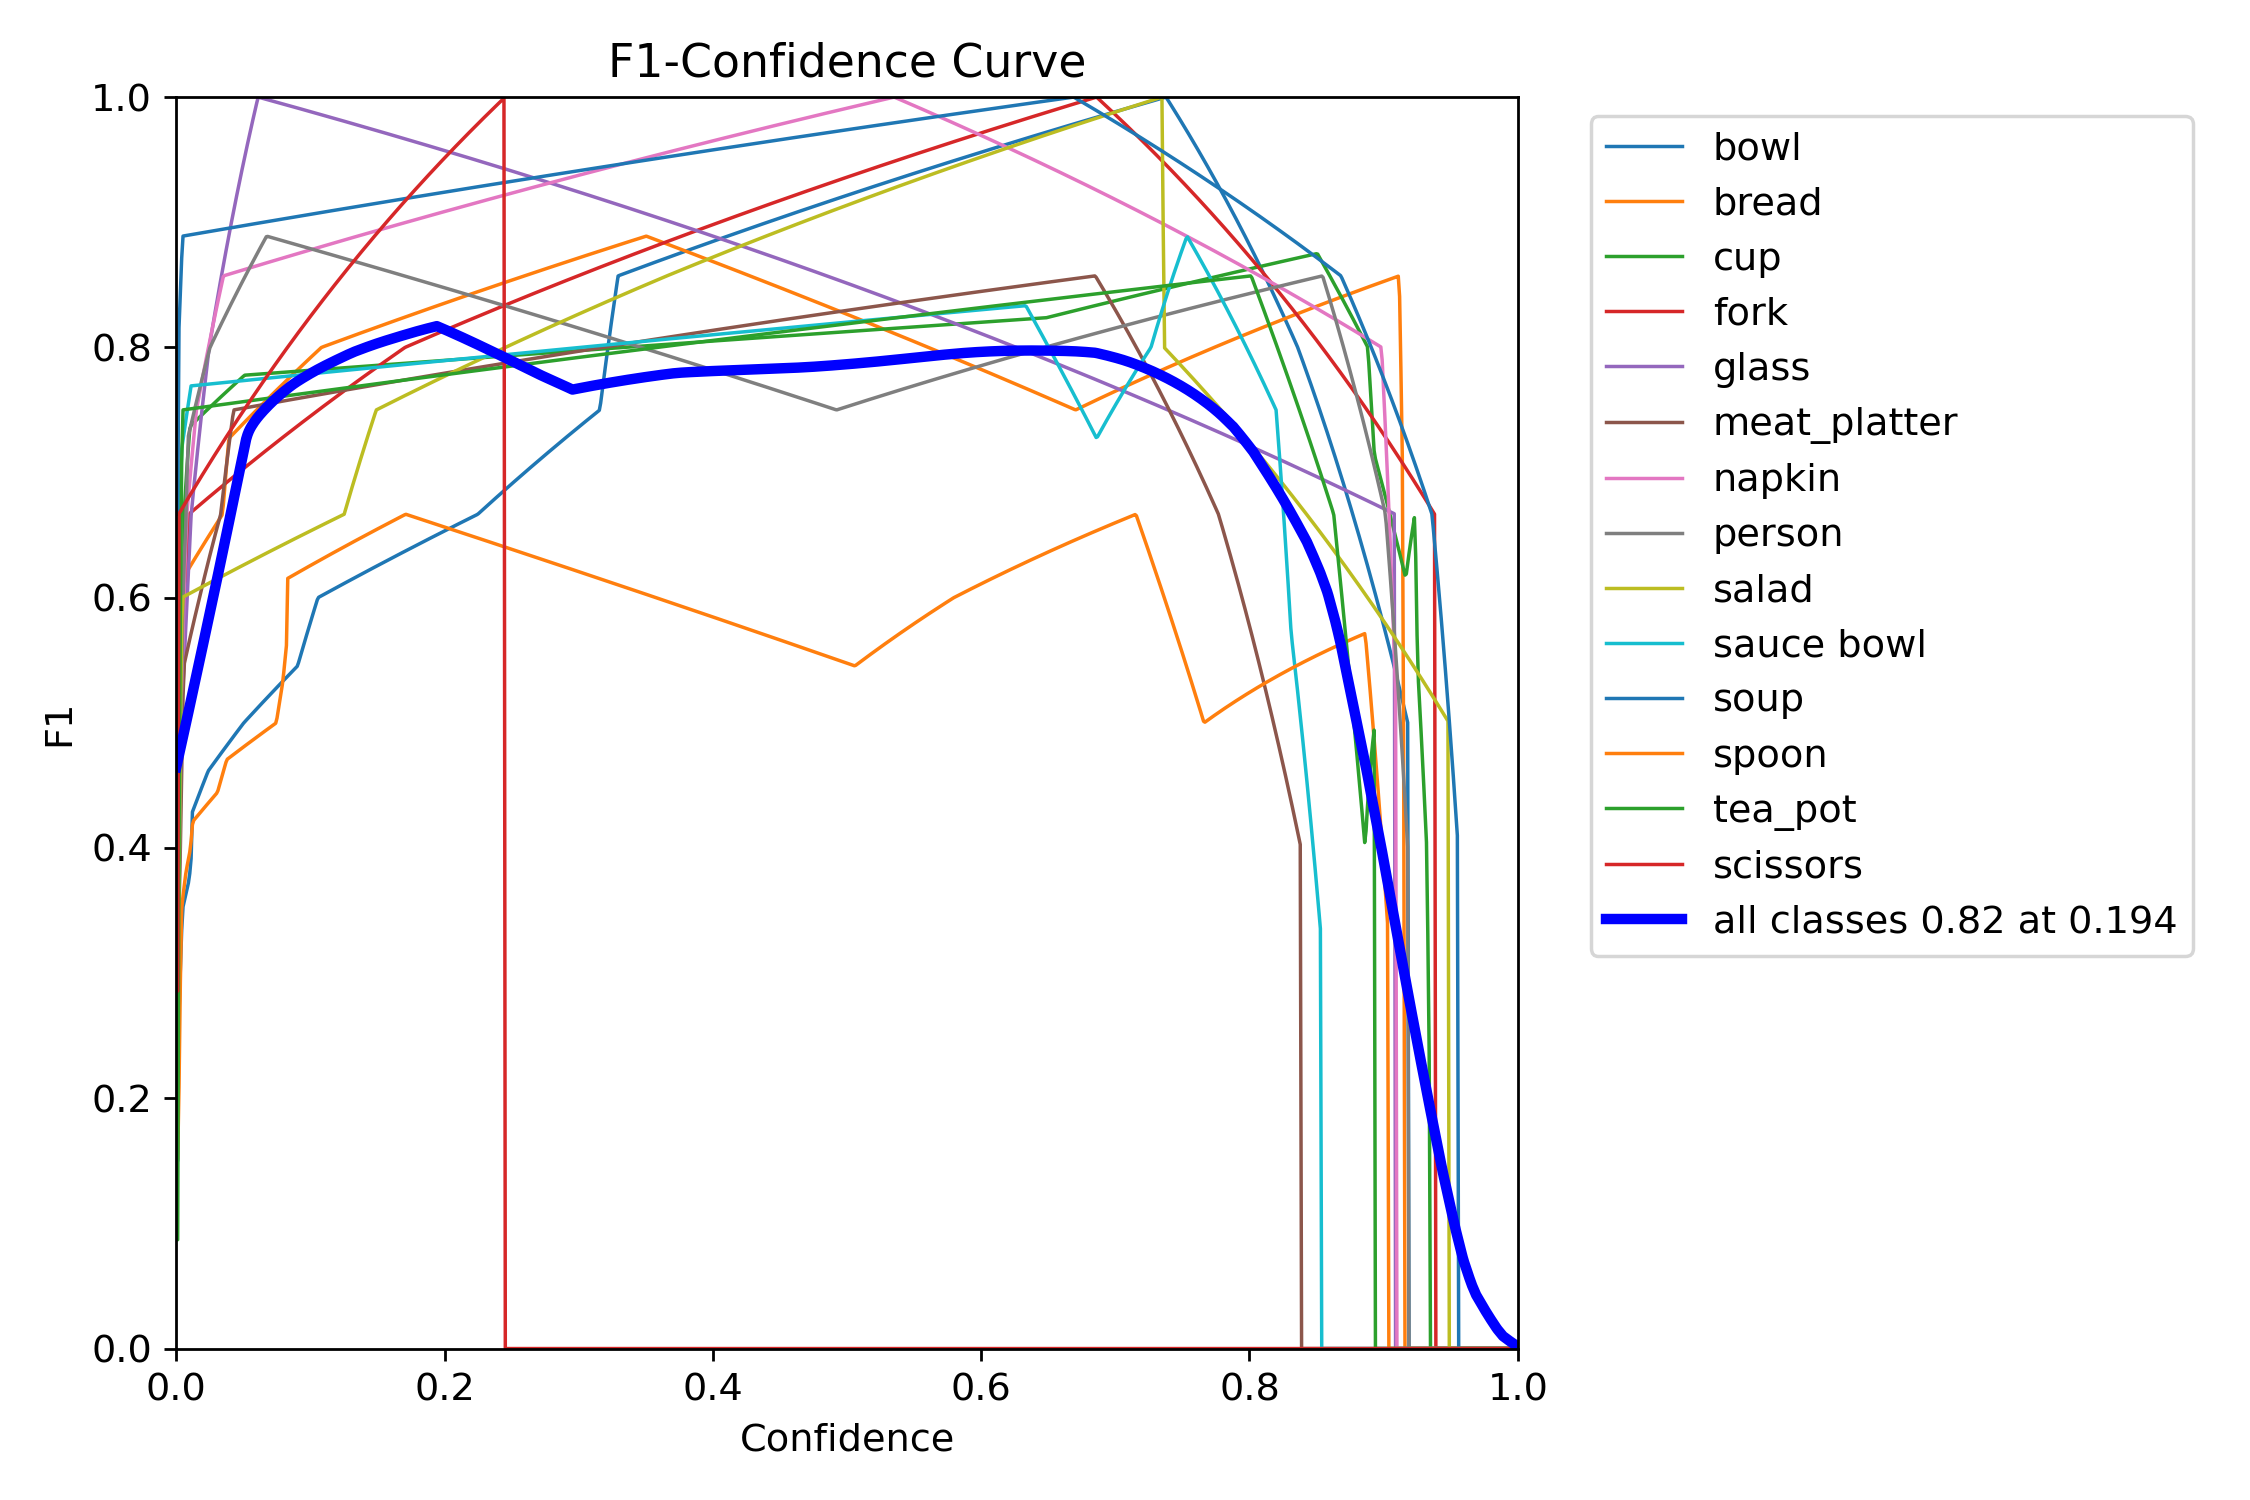 F1-Confidence Curve
1.0
0.8
0.6
0.4
0.2
0.0
F1
0.0 0.2 0.4 0.6 0.8 1.0
Confidence
bowl
bread
cup
fork
glass
meat_platter
napkin
person
salad
sauce bowl
soup
spoon
tea_pot
scissors
all classes 0.82 at 0.194